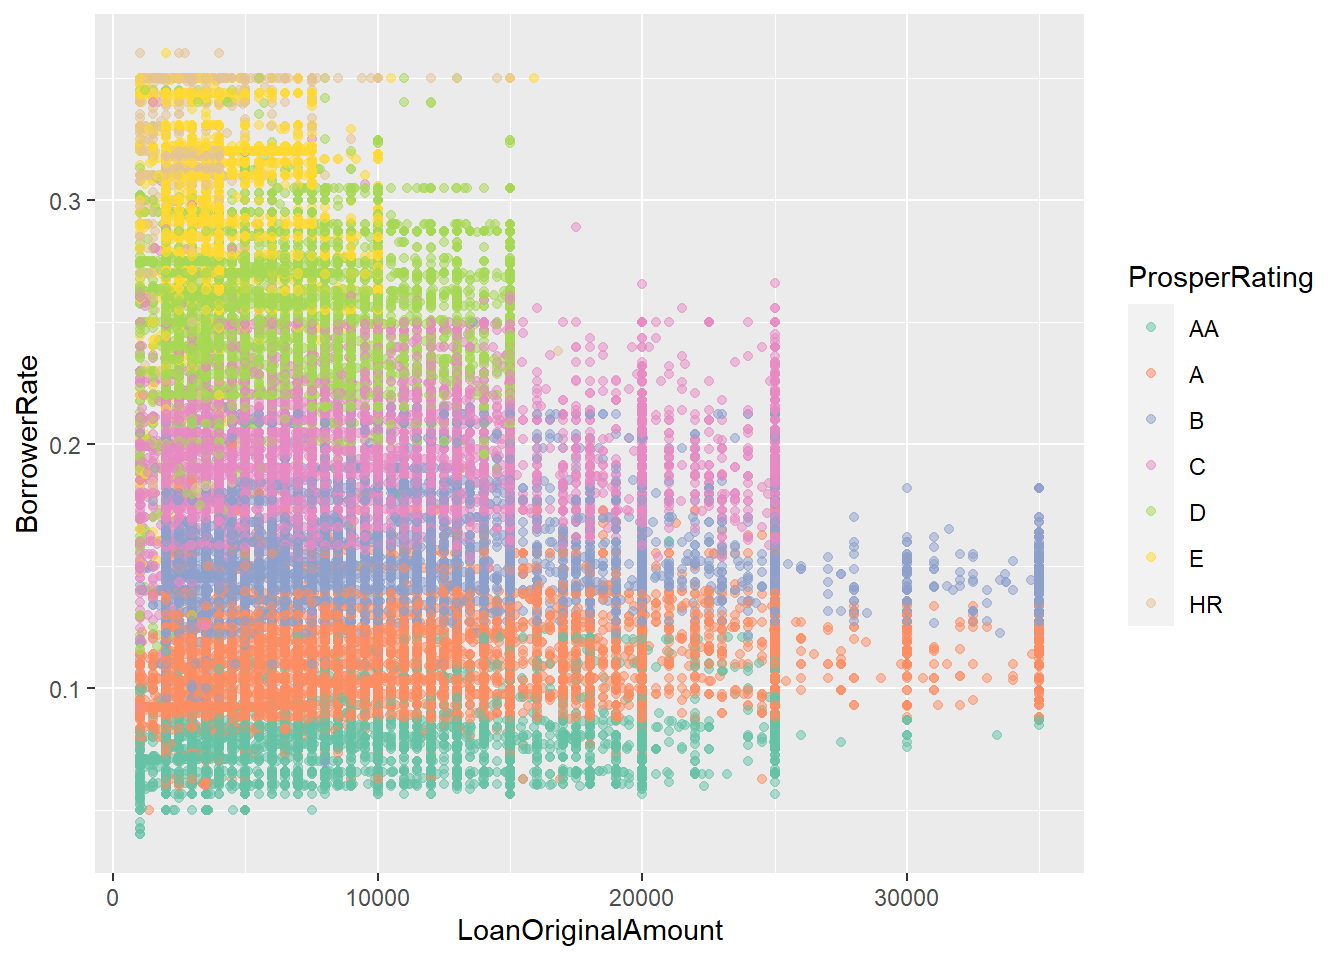 BorrowerRate
0.3
0.2
0.1
0
10000
20000
30000
LoanOriginalAmount
ProsperRating
AA
A
B
C
D
E
HR